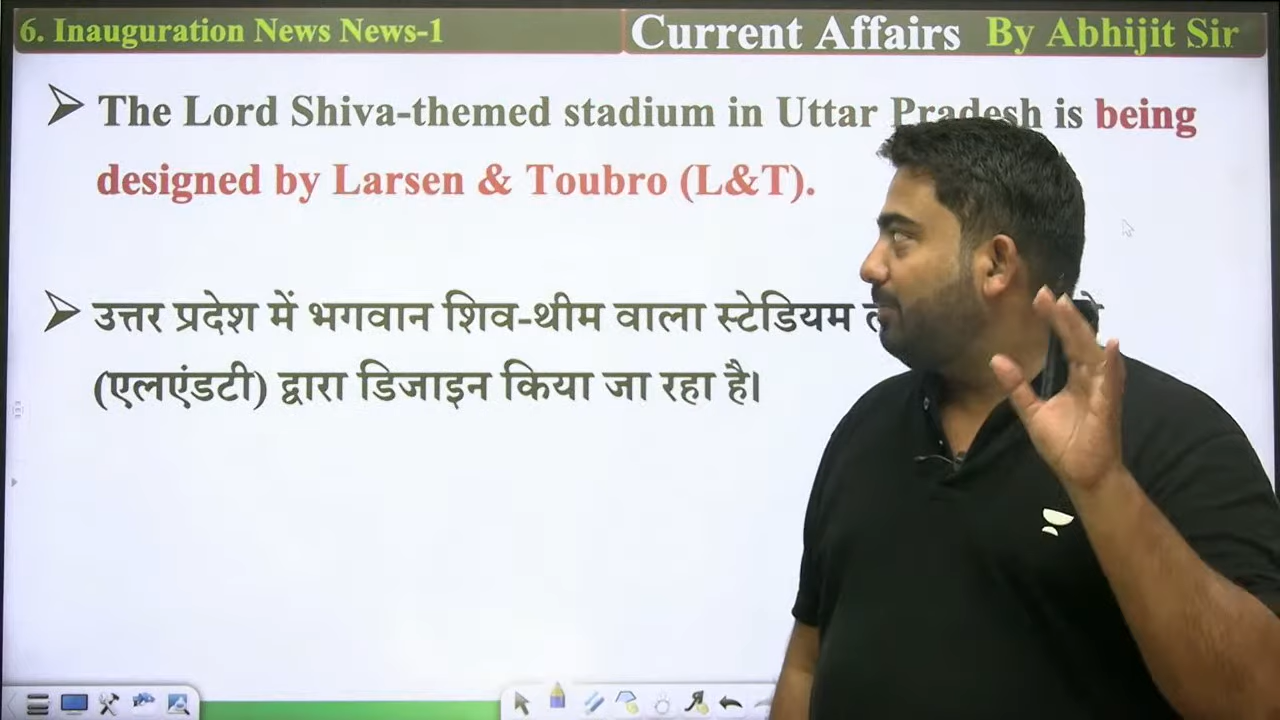 6. Inauguration News News-1
Current Affairs By Abhijit Sir
The Lord Shiva-themed stadium in Uttar Pradesh is being
designed by Larsen & Toubro (L&T).
उत्तर प्रदेश में भगवान शिव-थीम वाला स्टेडियम
(एलएंडटी) द्वारा डिजाइन किया जा रहा है।